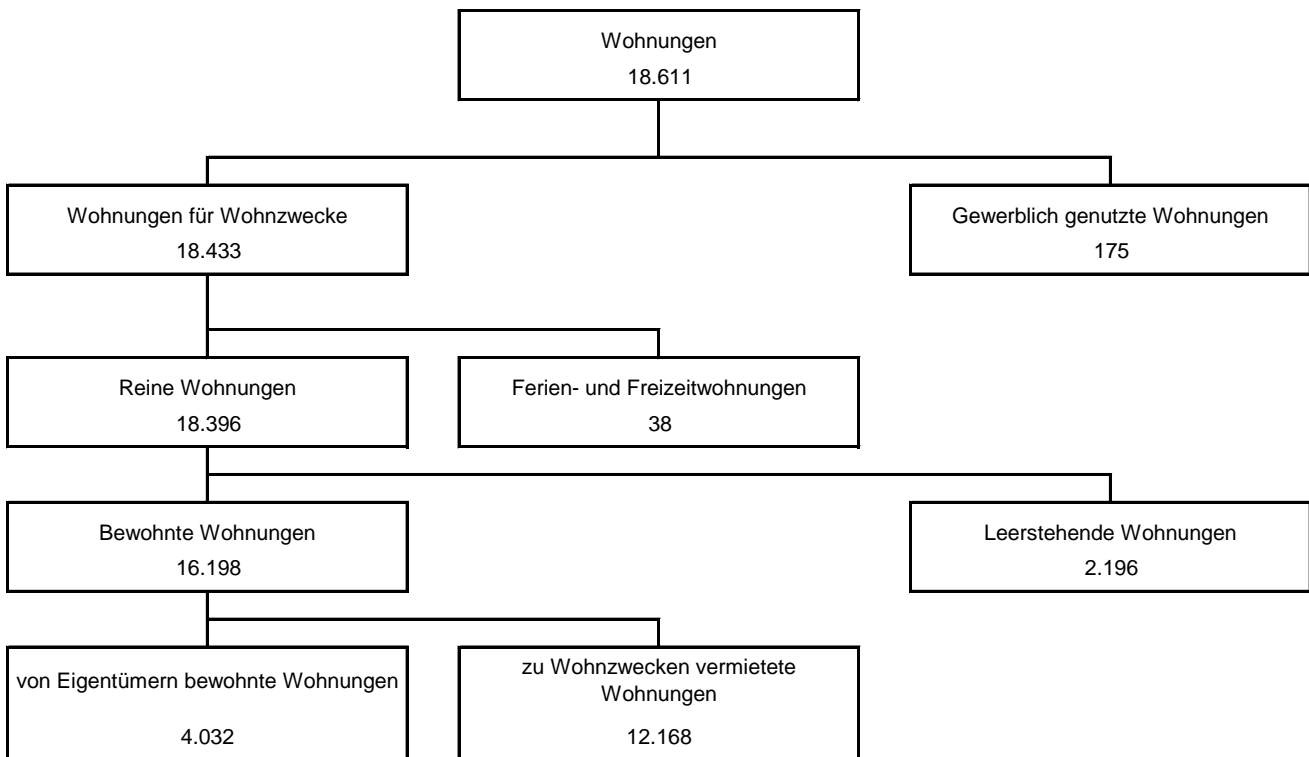 Wohnungen
18.611
Wohnungen für Wohnzwecke
18.433
Gewerblich genutzte Wohnungen
175
Reine Wohnungen
18.396
Ferien- und Freizeitwohnungen
38
Bewohnte Wohnungen
16.198
Leerstehende Wohnungen
2.196
von Eigentümern bewohnte Wohnungen
4.032
zu Wohnzwecken vermietete
Wohnungen
12.168